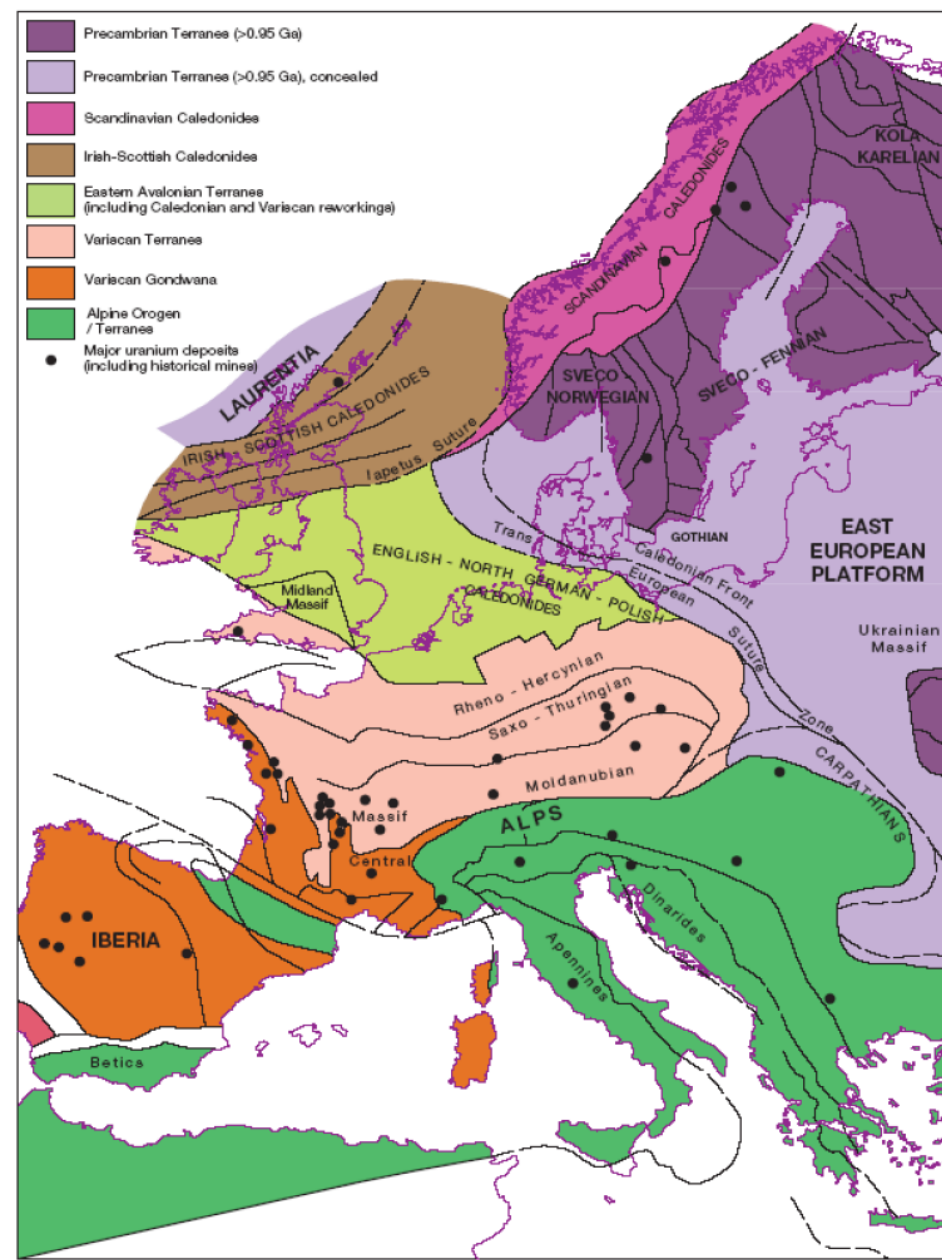 Precambrian Terranes (>0.95 Ga)
Precambrian Terranes (>0.95 Ga), concealed
Scandinavian Caledonides
Irish-Scottish Caledonides
Eastern Avalonian Terranes
(including Caledonian and Variscan reworkings)
Variscan Terranes
Variscan Gondwana
Alpine Orogen
/ Terranes
Major uranium deposits
(including historical mines)
KOLA
KARELIAN
SCANDINAVIAN CALEDONIDES
LAURENTIA
IRISH - SCOTTISH CALEDONIDES
Iapetus Suture
SVECO -
NORWEGIAN
SVECO - FENNIAN
GOTHIAN
EAST
EUROPEAN
PLATFORM
Trans European Suture Zone
Caledonian Front
ENGLISH - NORTH GERMAN - POLISH
CALEDONIDES
Midland
Massif
Ukrainian
Massif
Rheno - Hercynian
Saxo - Thuringian
Moldanubian
CARPATHIANS
Massif
Central
ALPS
IBERIA
Dinarides
Apennines
Betics